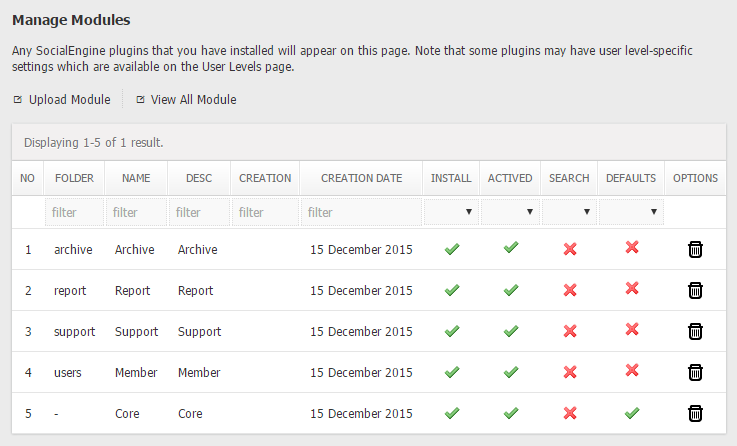 Manage Modules
Any SocialEngine plugins that you have installed will appear on this page. Note that some plugins may have user level-specific
settings which are available on the User Levels page.
Upload Module View All Module
Displaying 1-5 of 1 result.
NO FOLDER NAME DESC CREATION CREATION DATE INSTALL ACTIVED SEARCH DEFAULTS OPTIONS
filter filter filter filter filter
1 archive Archive Archive 15 December 2015
2 report Report Report 15 December 2015
3 support Support Support 15 December 2015
4 users Member Member 15 December 2015
5 - Core Core 15 December 2015